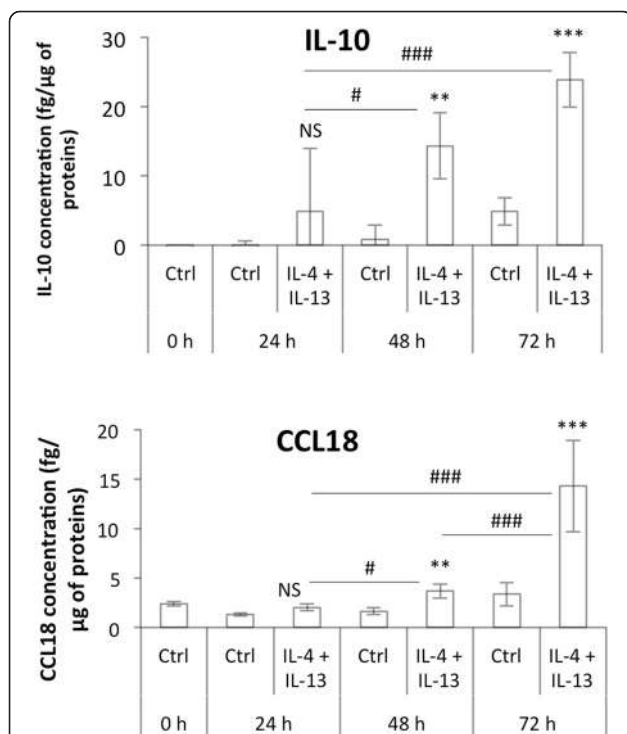 IL-10
IL-10 concentration (fg/µg of
proteins)
30
20
10
0
NS
#
**
###
***
Ctrl
Ctrl
IL-4 +
IL-13
Ctrl
IL-4 +
IL-13
Ctrl
IL-4 +
IL-13
0 h
24 h
48 h
72 h
CCL18
CCL18 concentration (fg/
µg of proteins)
20
15
10
5
0
NS
#
**
###
###
***
Ctrl
Ctrl
IL-4 +
IL-13
Ctrl
IL-4 +
IL-13
Ctrl
IL-4 +
IL-13
0 h
24 h
48 h
72 h